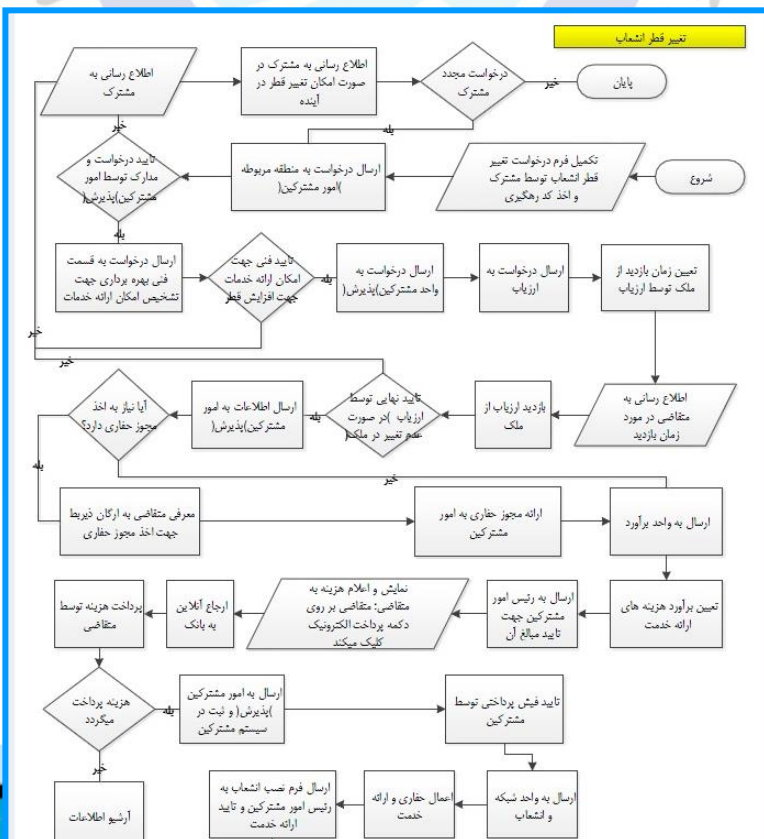 تغییر قطر انشعاب
اطلاع رسانی به
مشترک
اطلاع رسانی به مشترک در
صورت امکان تغییر قطر در
آینده
درخواست مجدد
مشترک
خیر
پایان
بله
خیر
شروع
تکمیل فرم درخواست تغییر
قطر انشعاب توسط مشترک
و اخذ کد رهگیری
ارسال درخواست به منطقه مربوطه
)امور مشترکین(
تایید درخواست و
مدارک توسط امور
مشترکین)پذیرش(
بله
ارسال درخواست به قسمت
فنی بهره برداری جهت
تشخیص امکان ارائه خدمات
تایید فنی جهت
امکان ارائه خدمات
جهت افزایش قطر
بله
ارسال درخواست به
واحد مشترکین)پذیرش(
ارسال درخواست به
ارزیاب
تعیین زمان بازدید از
ملک توسط ارزیاب
خیر
خیر
اطلاع رسانی به
متقاضی در مورد
زمان بازدید
بازدید ارزیاب از
ملک
تایید نهایی توسط
ارزیاب )در صورت
عدم تغییر در ملک(
بله
ارسال اطلاعات به امور
مشترکین)پذیرش(
آیا نیاز به اخذ
مجوز حفاری دارد؟
بله
خیر
معرفی متقاضی به ارگان ذیربط
جهت اخذ مجوز حفاری
ارائه مجوز حفاری به امور
مشترکین
ارسال به واحد برآورد
تعیین برآورد هزینه های
ارائه خدمت
ارسال به رئیس امور
مشترکین جهت
تایید مبالغ آن
نمایش و اعلام هزینه به
متقاضی: متقاضی بر روی
دکمه پرداخت الکترونیک
کلیک میکند
ارجاع آنلاین
به بانک
پرداخت هزینه توسط
متقاضی
هزینه پرداخت
میگردد
بله
ارسال به امور مشترکین
)پذیرش( و ثبت در
سیستم مشترکین
تایید فیش پرداختی توسط
مشترکین
خیر
آرشیو اطلاعات
ارسال به واحد شبکه
و انشعاب
اعمال حفاری و ارائه
خدمت
ارسال فرم نصب انشعاب به
رئیس امور مشترکین و تایید
ارائه خدمت